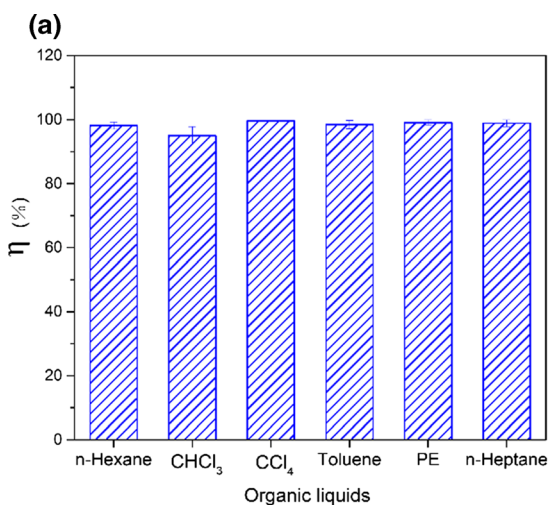 (a)
120
100
80
60
40
20
0
η (%)
n-Hexane CHCl₃ CCl₄ Toluene PE n-Heptane
Organic liquids